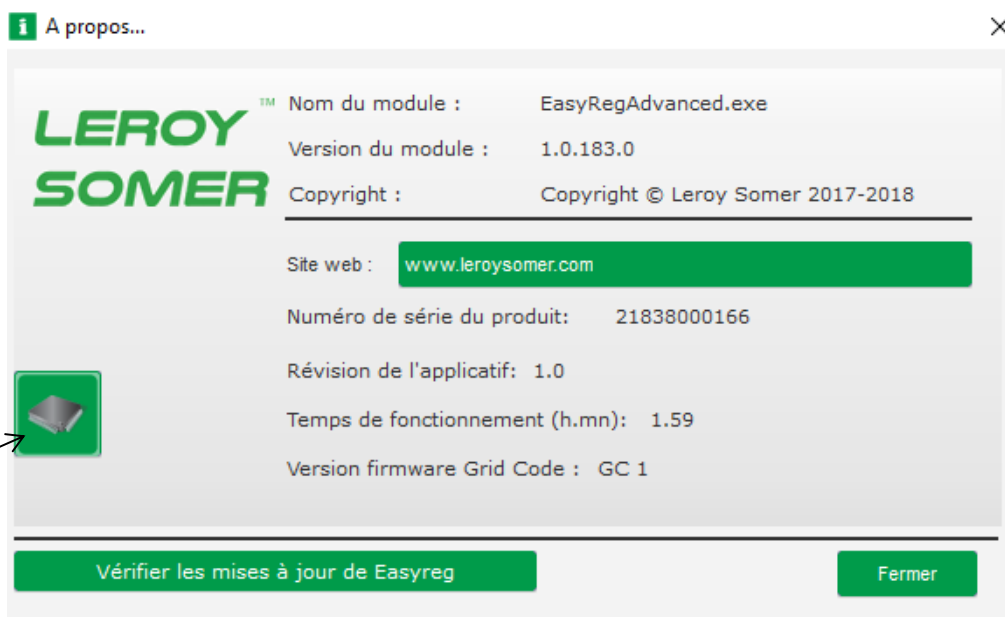 A propos...
LEROY™
SOMER
Nom du module : EasyRegAdvanced.exe
Version du module : 1.0.183.0
Copyright : Copyright © Leroy Somer 2017-2018
Site web : www.leroysomer.com
Numéro de série du produit: 21838000166
Révision de l'applicatif: 1.0
Temps de fonctionnement (h.mn): 1.59
Version firmware Grid Code : GC 1
Vérifier les mises à jour de Easyreg
Fermer